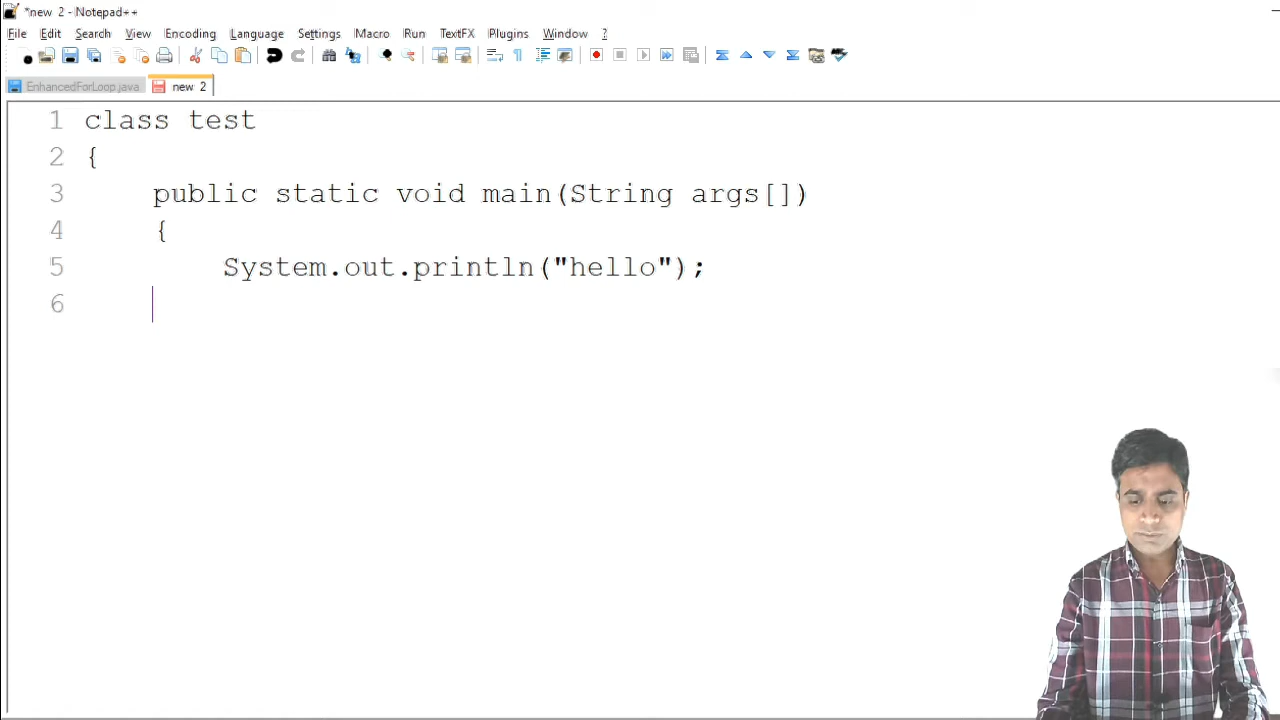 *new 2 - Notepad++
File Edit Search View Encoding Language Settings Macro Run TextFX Plugins Window ?
EnhancedForLoop.java new 2
1 class test
2 {
3 public static void main(String args[])
4 {
5 System.out.println("hello");
6